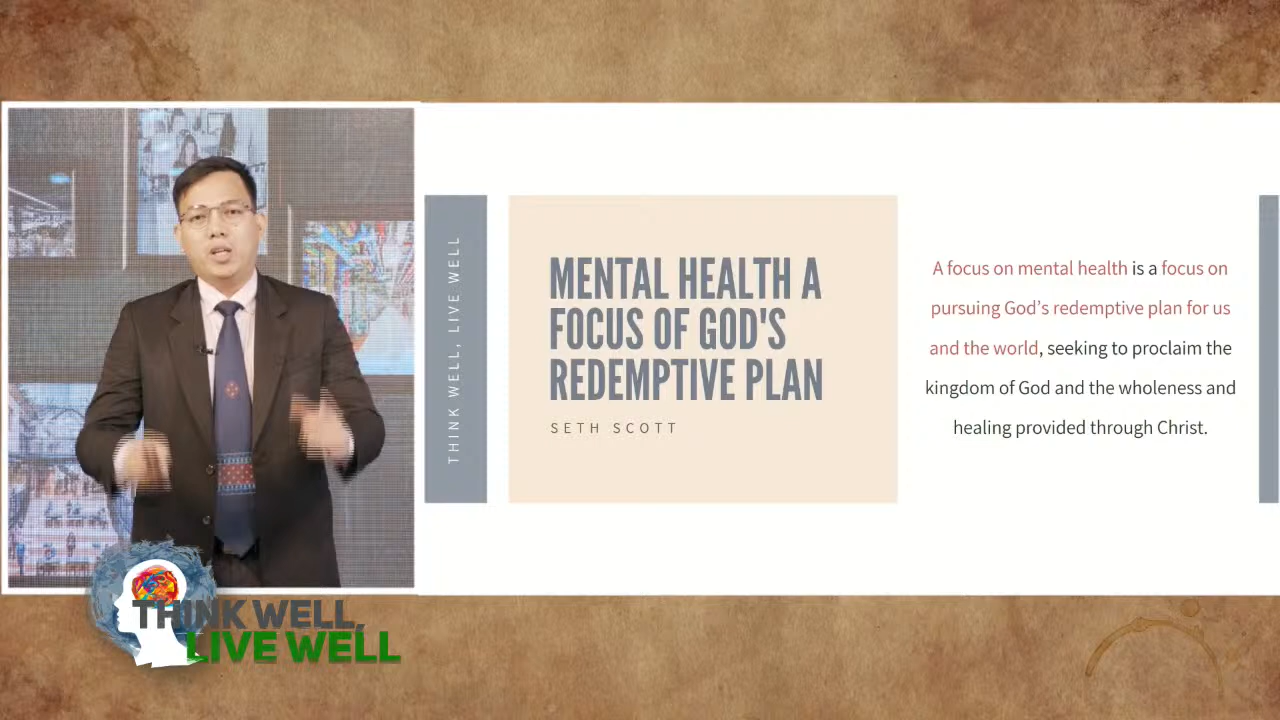 THINK WELL, LIVE WELL
MENTAL HEALTH A
FOCUS OF GOD'S
REDEMPTIVE PLAN
SETH SCOTT
A focus on mental health is a focus on
pursuing God's redemptive plan for us
and the world, seeking to proclaim the
kingdom of God and the wholeness and
healing provided through Christ.
THINK WELL,
LIVE WELL